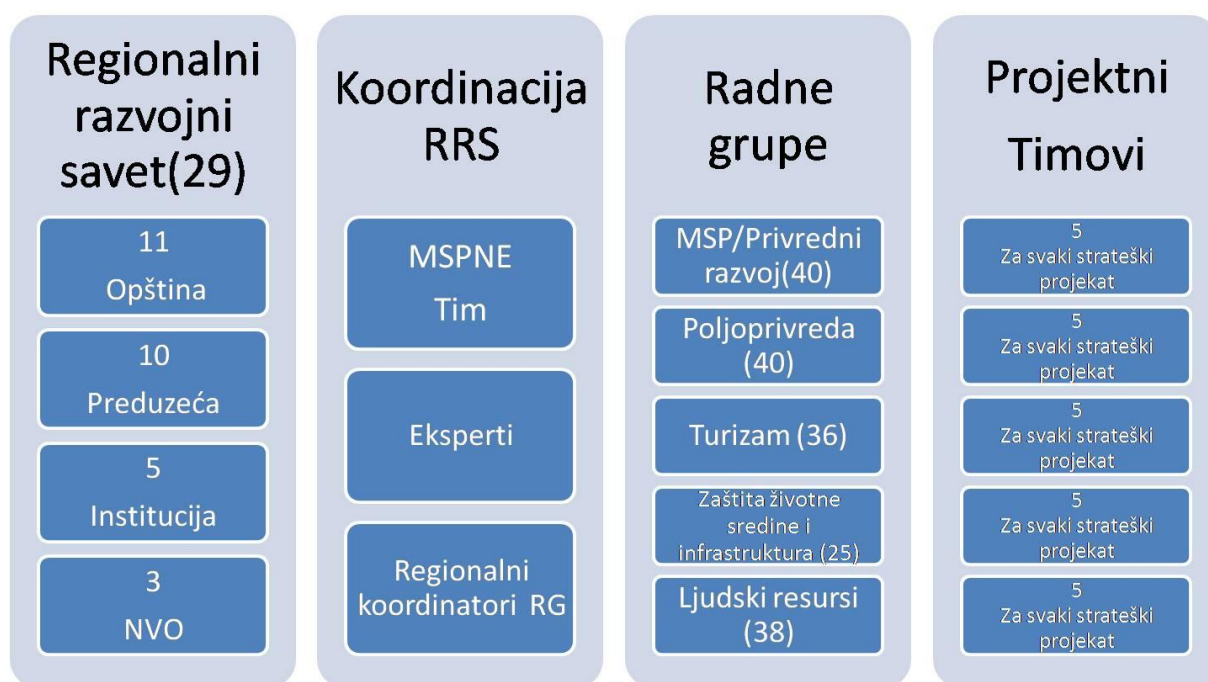 Regionalni
razvojni
savet(29)
11
Opština
10
Preduzeća
5
Institucija
3
NVO
Koordinacija
RRS
MSPNE
Tim
Eksperti
Regionalni
koordinatori RG
Radne
grupe
MSP/Privredni
razvoj(40)
Poljoprivreda
(40)
Turizam (36)
Zaštita životne
sredine i
infrastruktura (25)
Ljudski resursi
(38)
Projektni
Timovi
5
Za svaki strateški
projekat
5
Za svaki strateški
projekat
5
Za svaki strateški
projekat
5
Za svaki strateški
projekat
5
Za svaki strateški
projekat